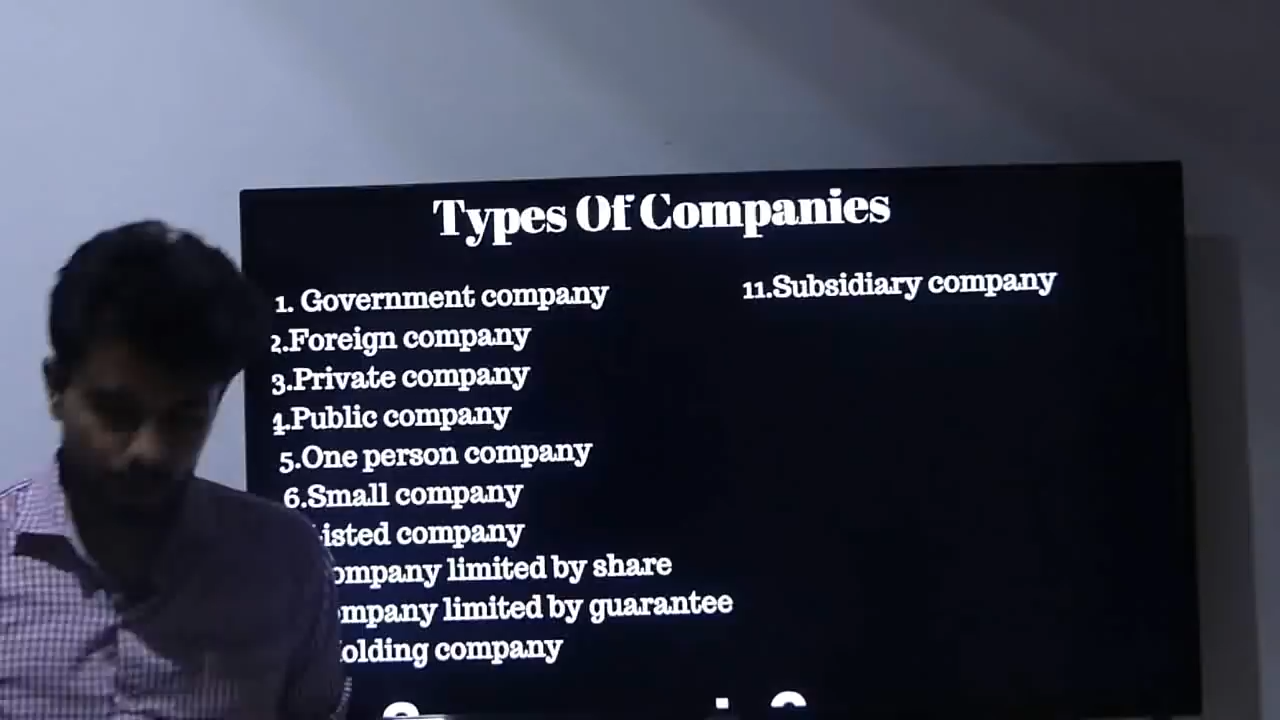 Types Of Companies
1. Government company
2.Foreign company
3.Private company
4.Public company
5.One person company
6.Small company
isted company
ompany limited by share
ompany limited by guarantee
olding company
11.Subsidiary company